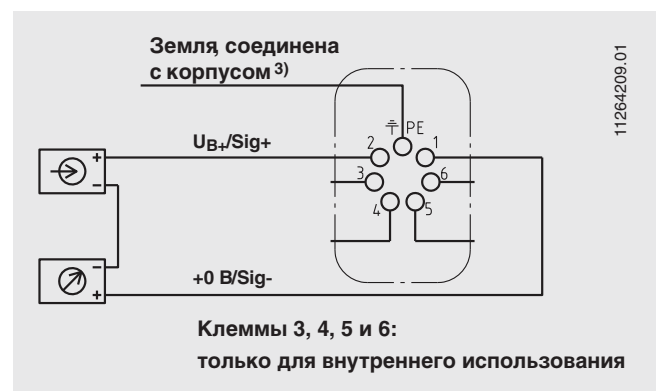 Земля, соединена
с корпусом 3)
11264209.01
PE
UB+/Sig+
2
1
+
−
3
6
4
5
−
+
+0 В/Sig-
Клеммы 3, 4, 5 и 6:
только для внутреннего использования